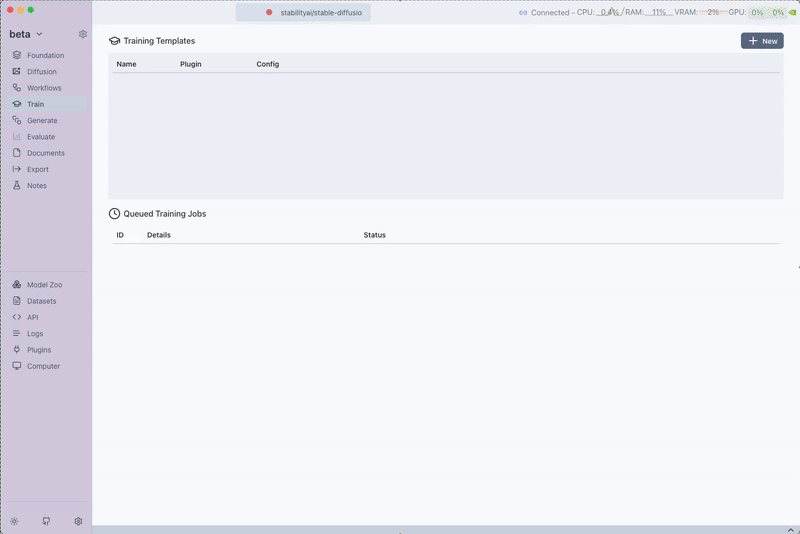 stabilityai/stable-diffusio
Connected - CPU: 0.4% RAM: 11% VRAM: 2% GPU: 0% 0%
beta
Foundation
Diffusion
Workflows
Train
Generate
Evaluate
Documents
Export
Notes
Model Zoo
Datasets
API
Logs
Plugins
Computer
Training Templates
New
Name Plugin Config
Queued Training Jobs
ID Details Status